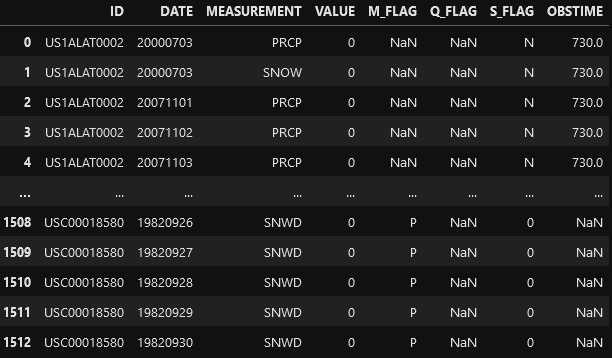 ID DATE MEASUREMENT VALUE M_FLAG Q_FLAG S_FLAG OBSTIME
0 US1ALAT0002 20000703 PRCP 0 NaN NaN N 730.0
1 US1ALAT0002 20000703 SNOW 0 NaN NaN N 730.0
2 US1ALAT0002 20071101 PRCP 0 NaN NaN N 730.0
3 US1ALAT0002 20071102 PRCP 0 NaN NaN N 730.0
4 US1ALAT0002 20071103 PRCP 0 NaN NaN N 730.0
... ... ... ... ... ... ... ... ...
1508 USC00018580 19820926 SNWD 0 P NaN 0 NaN
1509 USC00018580 19820927 SNWD 0 P NaN 0 NaN
1510 USC00018580 19820928 SNWD 0 P NaN 0 NaN
1511 USC00018580 19820929 SNWD 0 P NaN 0 NaN
1512 USC00018580 19820930 SNWD 0 P NaN 0 NaN